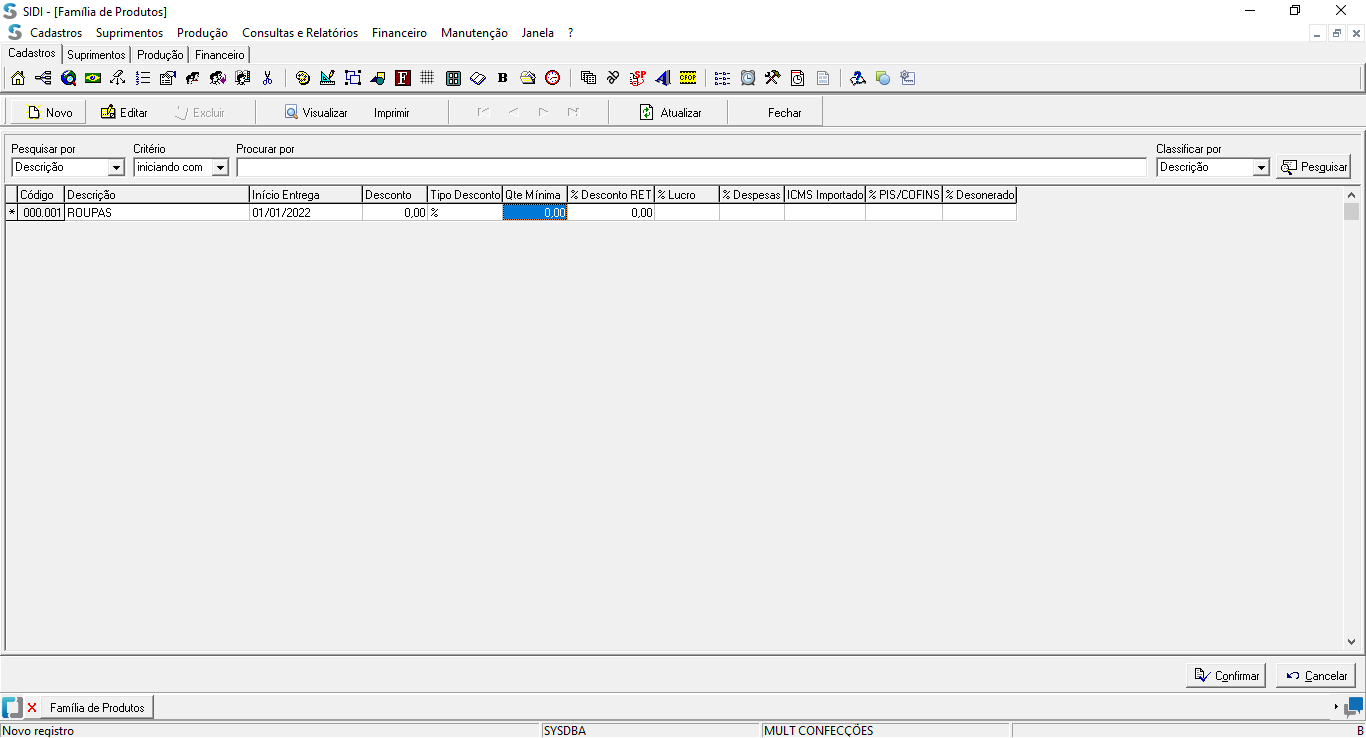 SIDI - [Família de Produtos]
Cadastros Suprimentos Produção Consultas e Relatórios Financeiro Manutenção Janela ?
Cadastros Suprimentos Produção Financeiro
F B SP CFOP
Novo Editar Excluir Visualizar Imprimir Atualizar Fechar
Pesquisar por Critério Procurar por Classificar por
Descrição iniciando com Descrição Pesquisar
Código Descrição Início Entrega Desconto Tipo Desconto Qte Mínima % Desconto RET % Lucro % Despesas ICMS Importado % PIS/COFINS % Desonerado
* 000.001 ROUPAS 01/01/2022 0,00 % 0,00 0,00
Confirmar Cancelar
Família de Produtos
Novo registro SYSDBA MULT CONFECÇÕES B